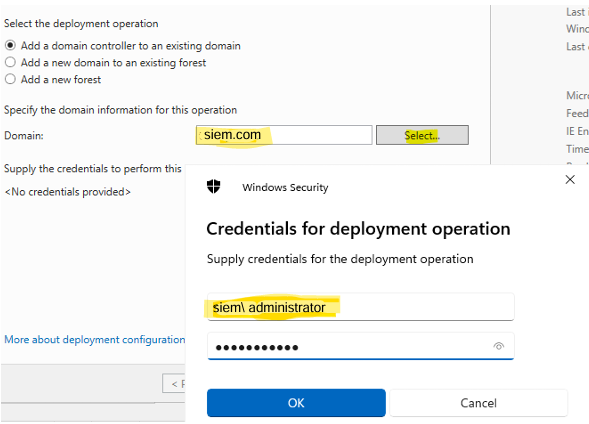 Select the deployment operation
Add a domain controller to an existing domain
Add a new domain to an existing forest
Add a new forest
Specify the domain information for this operation
Domain: siem.com Select...
Supply the credentials to perform this
<No credentials provided>
Windows Security
Credentials for deployment operation
Supply credentials for the deployment operation
siem\ administrator
•••••••••••
OK Cancel
More about deployment configuration
<
Last
Last
Feed
IE En
Time